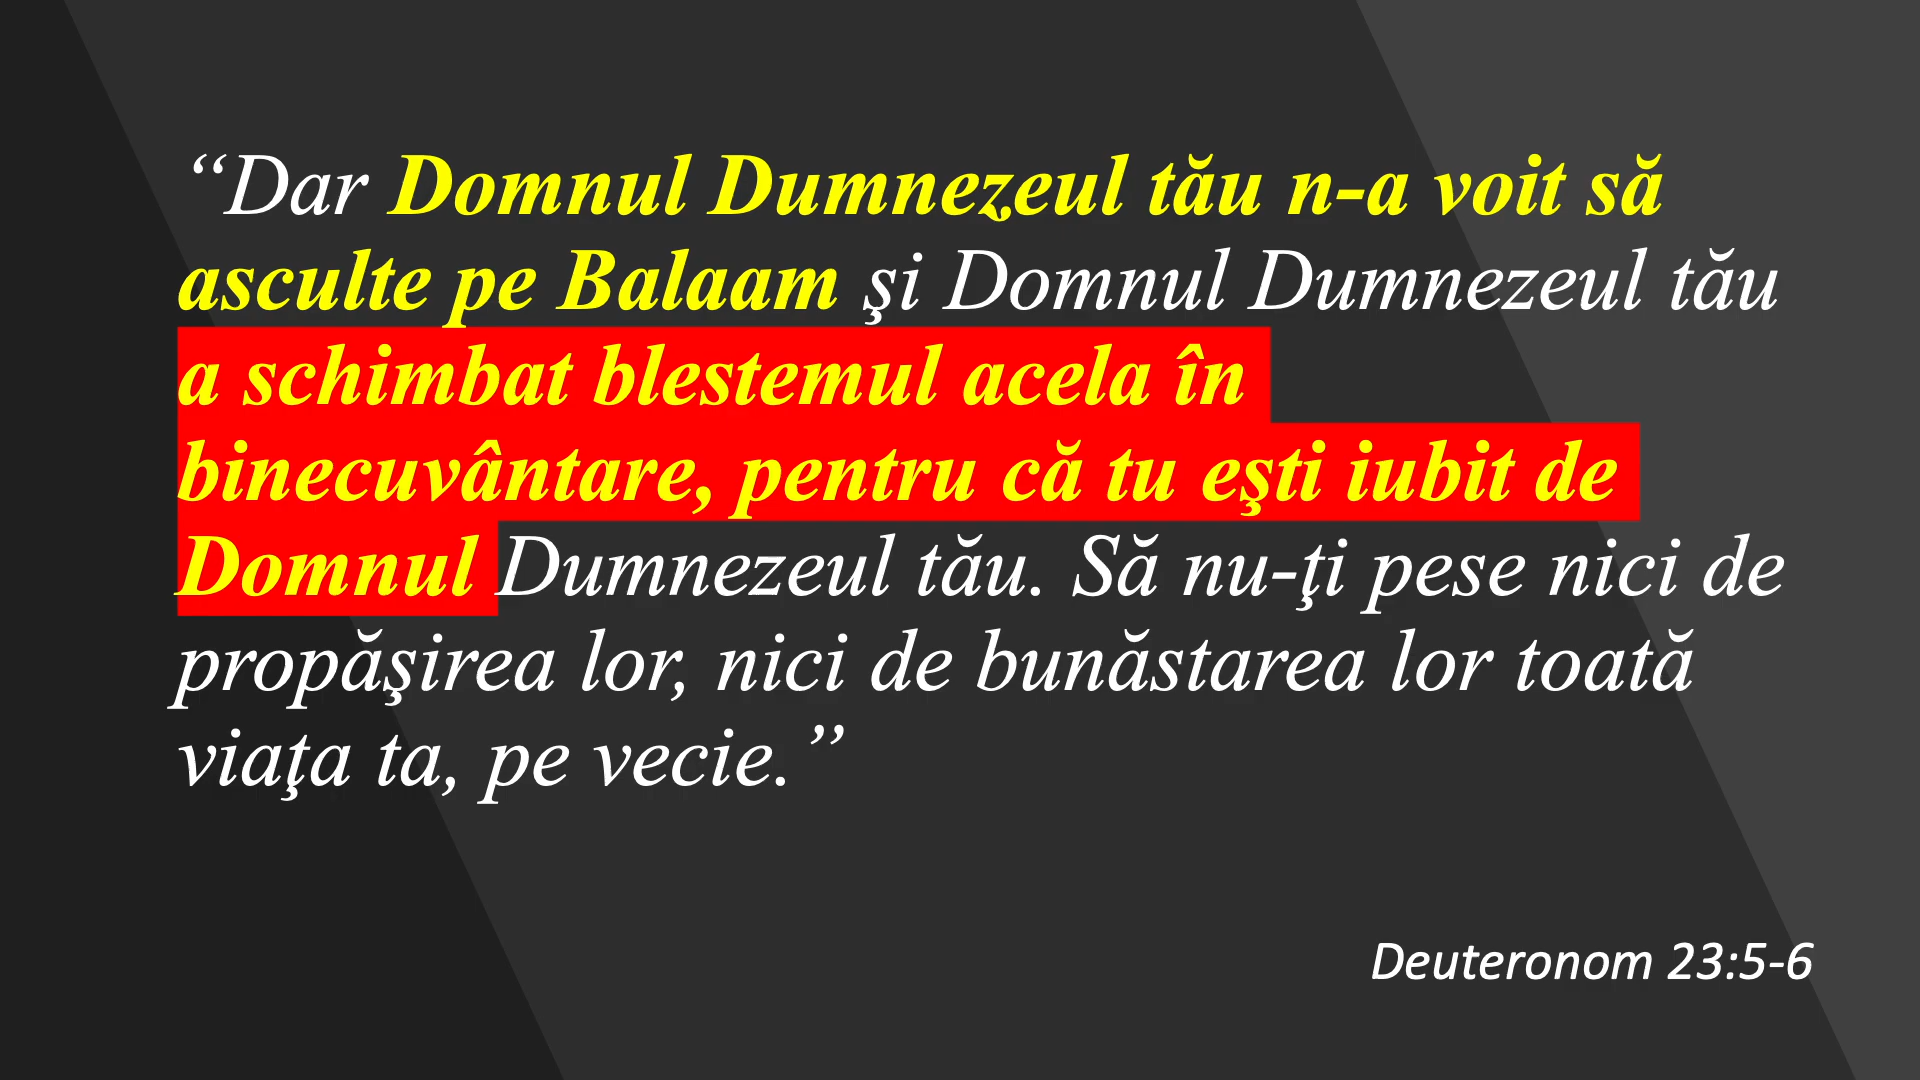 “Dar Domnul Dumnezeul tău n-a voit să
asculte pe Balaam şi Domnul Dumnezeul tău
a schimbat blestemul acela în
binecuvântare, pentru că tu eşti iubit de
Domnul Dumnezeul tău. Să nu-ţi pese nici de
propăşirea lor, nici de bunăstarea lor toată
viaţa ta, pe vecie.”
Deuteronom 23:5-6